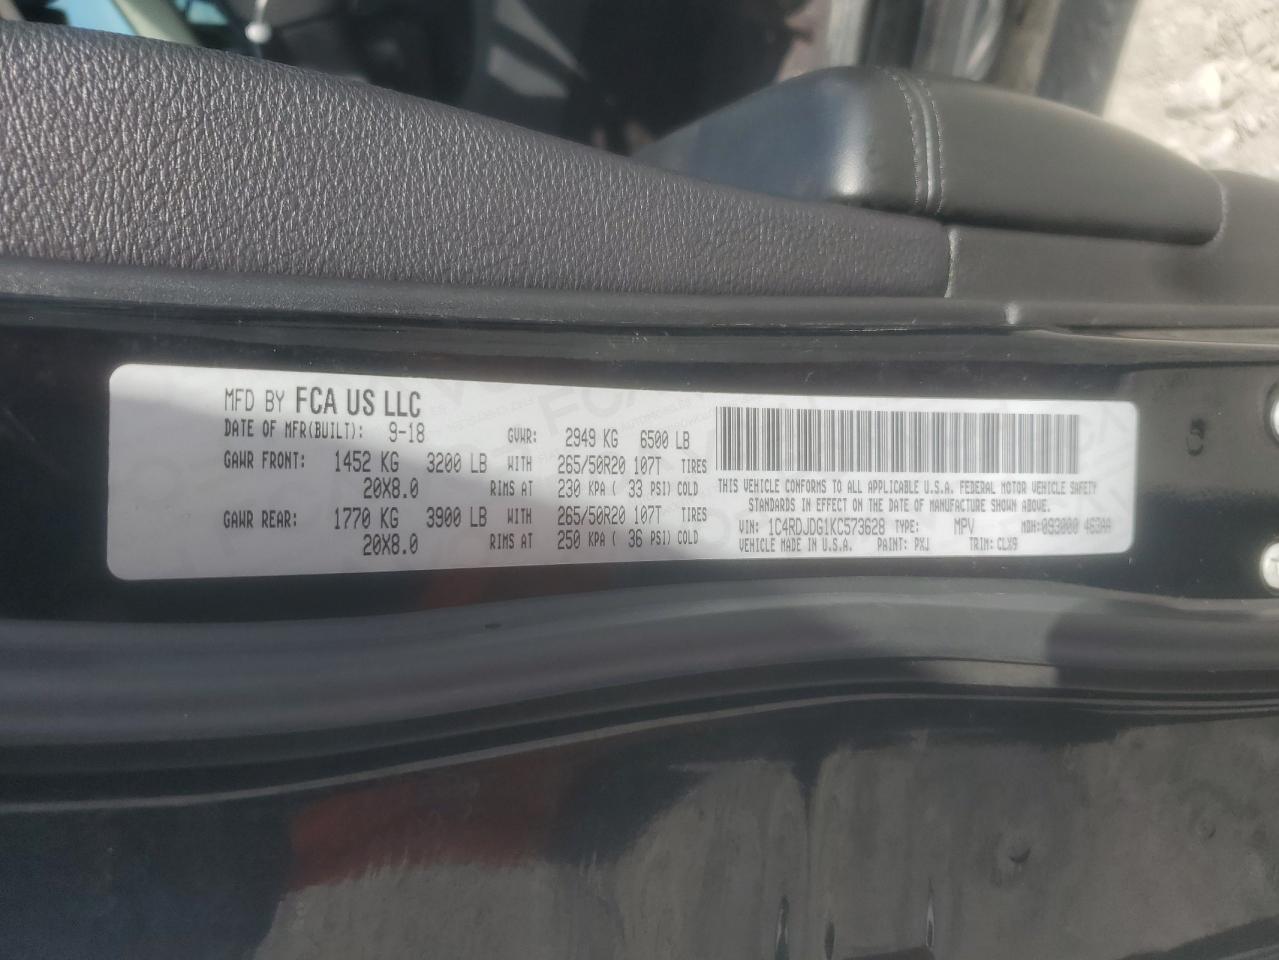 MFD BY FCA US LLC
DATE OF MFR(BUILT): 9-18 GVWR: 2949 KG 6500 LB
GAWR FRONT: 1452 KG 3200 LB WITH 265/50R20 107T TIRES
20X8.0 RIMS AT 230 KPA ( 33 PSI) COLD
GAWR REAR: 1770 KG 3900 LB WITH 265/50R20 107T TIRES
20X8.0 RIMS AT 250 KPA ( 36 PSI) COLD
THIS VEHICLE CONFORMS TO ALL APPLICABLE U.S.A. FEDERAL MOTOR VEHICLE SAFETY
STANDARDS IN EFFECT ON THE DATE OF MANUFACTURE SHOWN ABOVE.
VIN: 1C4RDJDG1KC573628 TYPE: MPV MDH: 093000 463AA
VEHICLE MADE IN U.S.A. PAINT: PXJ TRIM: CLX9